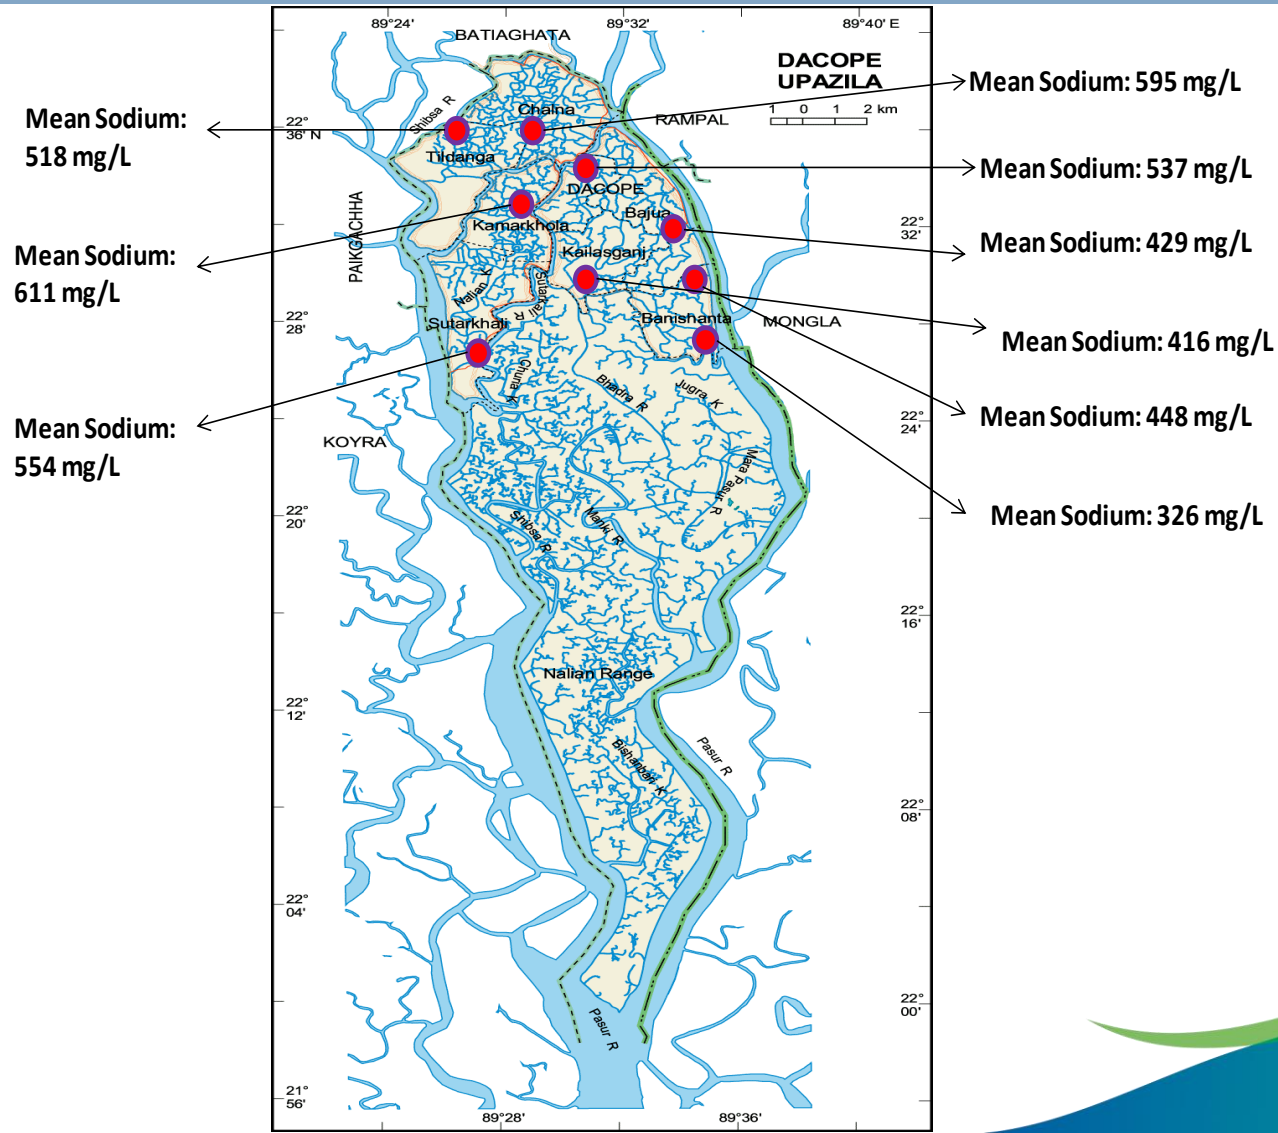 89°24'
89°32'
89°40' E
BATIAGHATA
DACOPE
UPAZILA
1 0 1 2 km
Mean Sodium: 595 mg/L
Mean Sodium:
518 mg/L
22°
36' N
Shibsa R
Chalna
RAMPAL
Tildanga
Mean Sodium: 537 mg/L
DACOPE
PAIKGACHHA
Kamarkhola
Bajua
22°
32'
Mean Sodium: 429 mg/L
Mean Sodium:
611 mg/L
Kailasganj
Nalian K
Sutarkhali R
22°
28'
Sutarkhali
Banishanta
MONGLA
Mean Sodium: 416 mg/L
Chuna K
Bhadra R
Jugra K
Mean Sodium: 448 mg/L
22°
24'
Mean Sodium:
554 mg/L
KOYRA
Mara Pasur R
22°
20'
Shibsa R
Manki R
Mean Sodium: 326 mg/L
22°
16'
Nalian Range
22°
12'
Pasur R
22°
08'
22°
04'
22°
00'
Pasur R
21°
56'
89°28'
89°36'